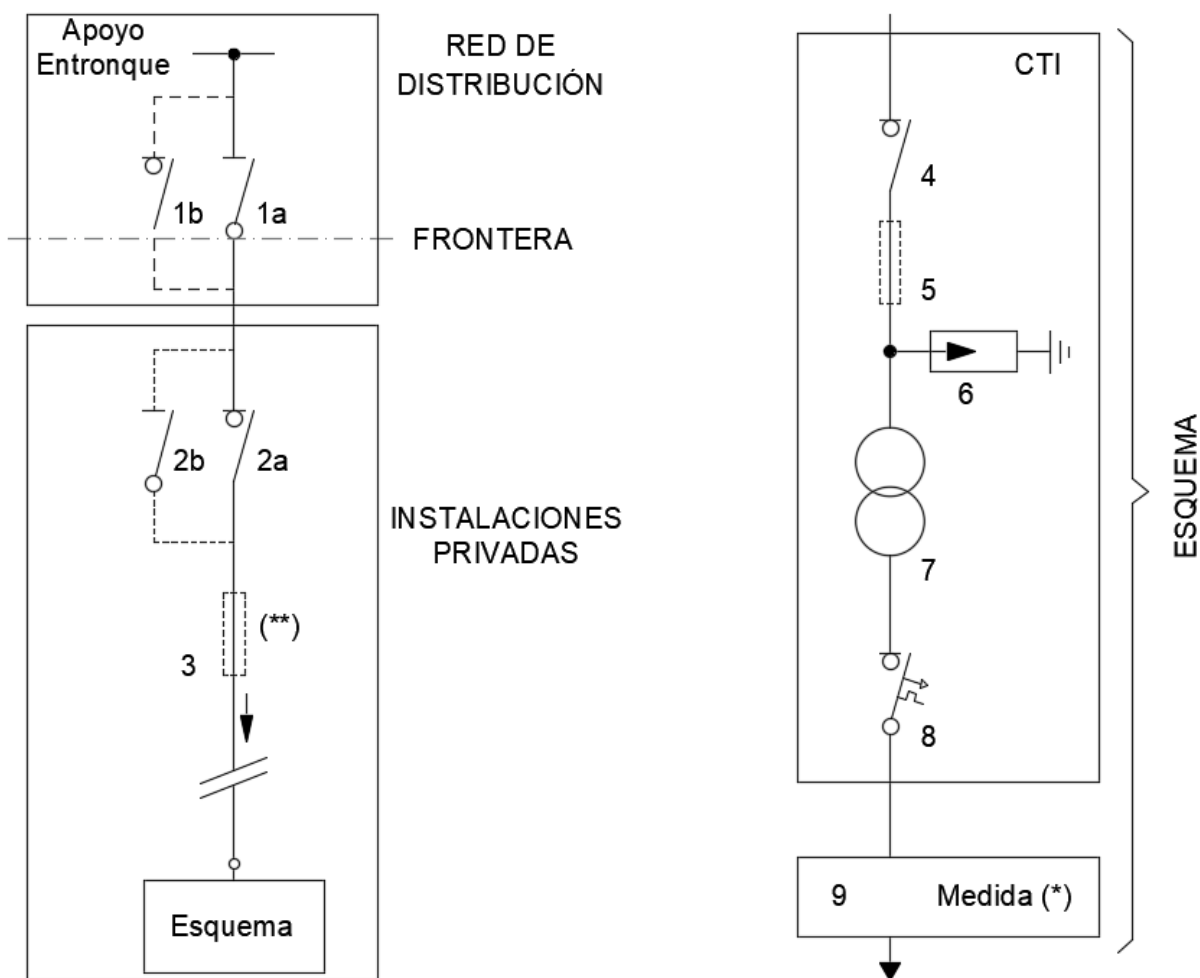 Apoyo
Entronque
RED DE
DISTRIBUCIÓN
1b
1a
FRONTERA
2b
2a
INSTALACIONES
PRIVADAS
(**)
3
Esquema
CTI
4
5
6
7
8
9 Medida (*)
ESQUEMA